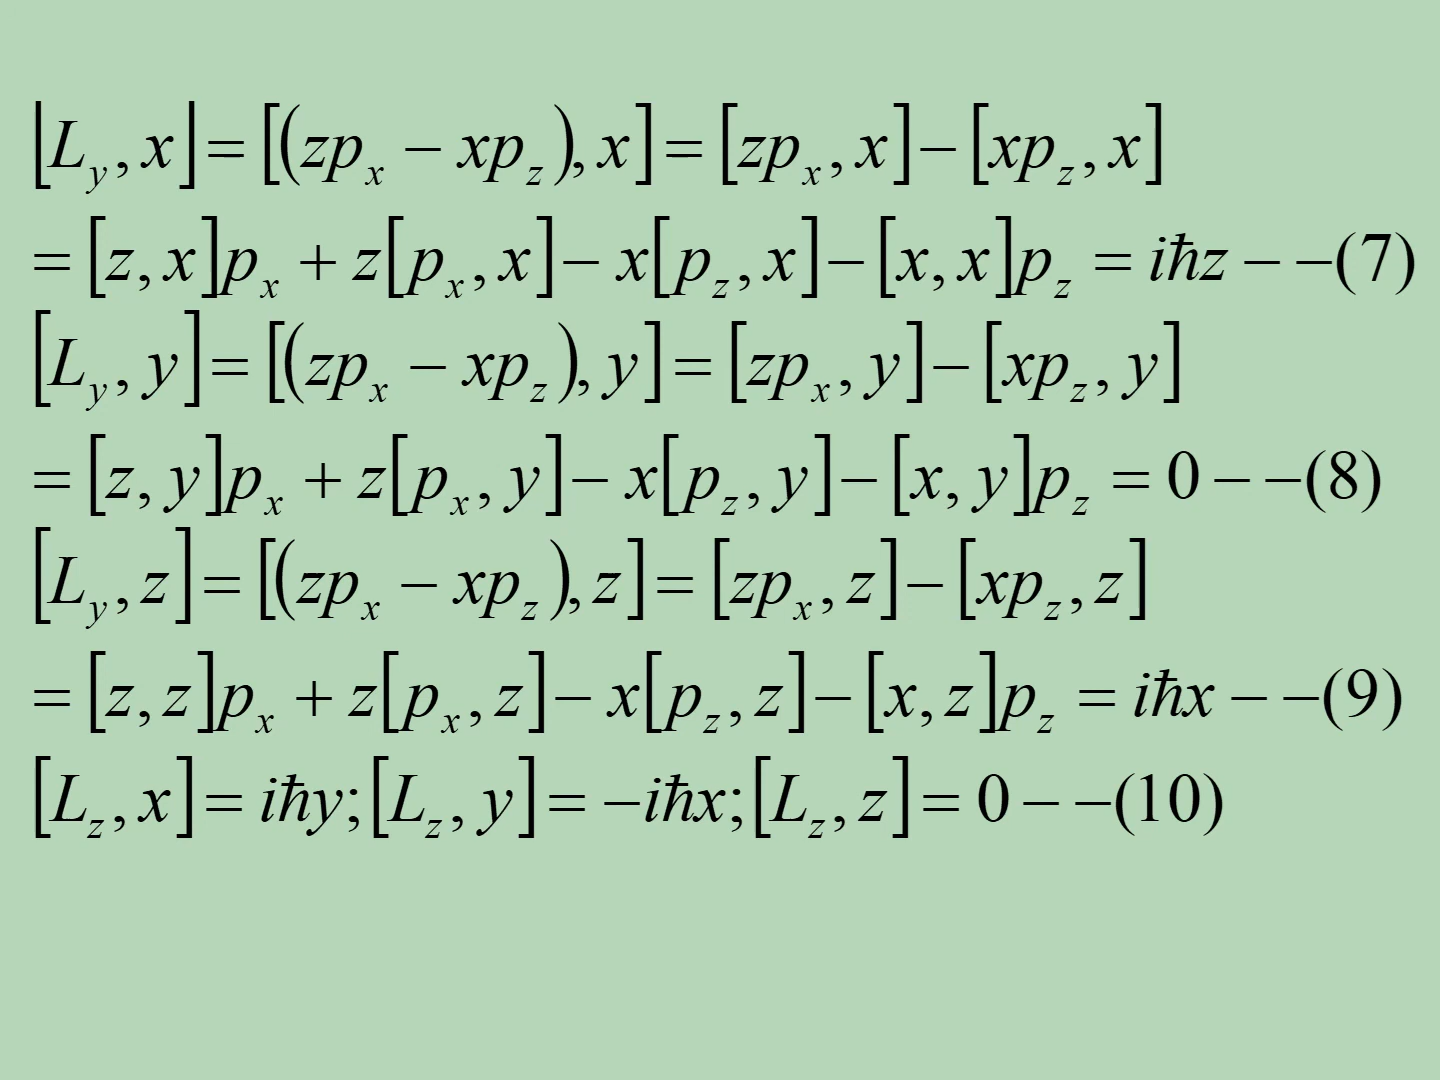 [L_y, x] = [(zp_x − xp_z), x] = [zp_x, x] − [xp_z, x]
= [z, x]p_x + z[p_x, x] − x[p_z, x] − [x, x]p_z = iħz − −(7)
[L_y, y] = [(zp_x − xp_z), y] = [zp_x, y] − [xp_z, y]
= [z, y]p_x + z[p_x, y] − x[p_z, y] − [x, y]p_z = 0 − −(8)
[L_y, z] = [(zp_x − xp_z), z] = [zp_x, z] − [xp_z, z]
= [z, z]p_x + z[p_x, z] − x[p_z, z] − [x, z]p_z = iħx − −(9)
[L_z, x] = iħy; [L_z, y] = −iħx; [L_z, z] = 0 − −(10)